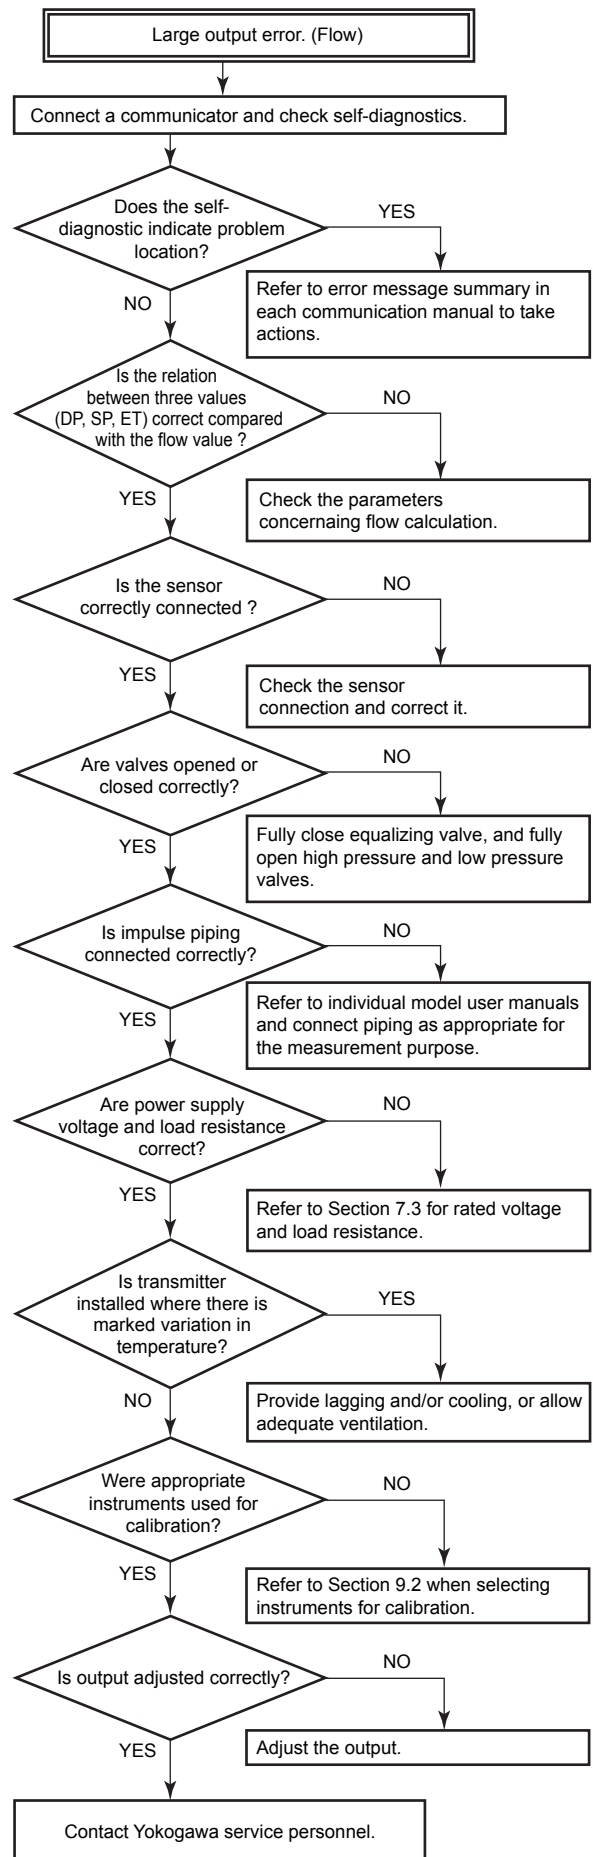 Large output error. (Flow)
Connect a communicator and check self-diagnostics.
Does the self-
diagnostic indicate problem
location?
YES
Refer to error message summary in
each communication manual to take
actions.
NO
Is the relation
between three values
(DP, SP, ET) correct compared
with the flow value ?
NO
Check the parameters
concernaing flow calculation.
YES
Is the sensor
correctly connected ?
NO
Check the sensor
connection and correct it.
YES
Are valves opened or
closed correctly?
NO
Fully close equalizing valve, and fully
open high pressure and low pressure
valves.
YES
Is impulse piping
connected correctly?
NO
Refer to individual model user manuals
and connect piping as appropriate for
the measurement purpose.
YES
Are power supply
voltage and load resistance
correct?
NO
Refer to Section 7.3 for rated voltage
and load resistance.
YES
Is transmitter
installed where there is
marked variation in
temperature?
YES
Provide lagging and/or cooling, or allow
adequate ventilation.
NO
Were appropriate
instruments used for
calibration?
NO
Refer to Section 9.2 when selecting
instruments for calibration.
YES
Is output adjusted correctly?
NO
Adjust the output.
YES
Contact Yokogawa service personnel.